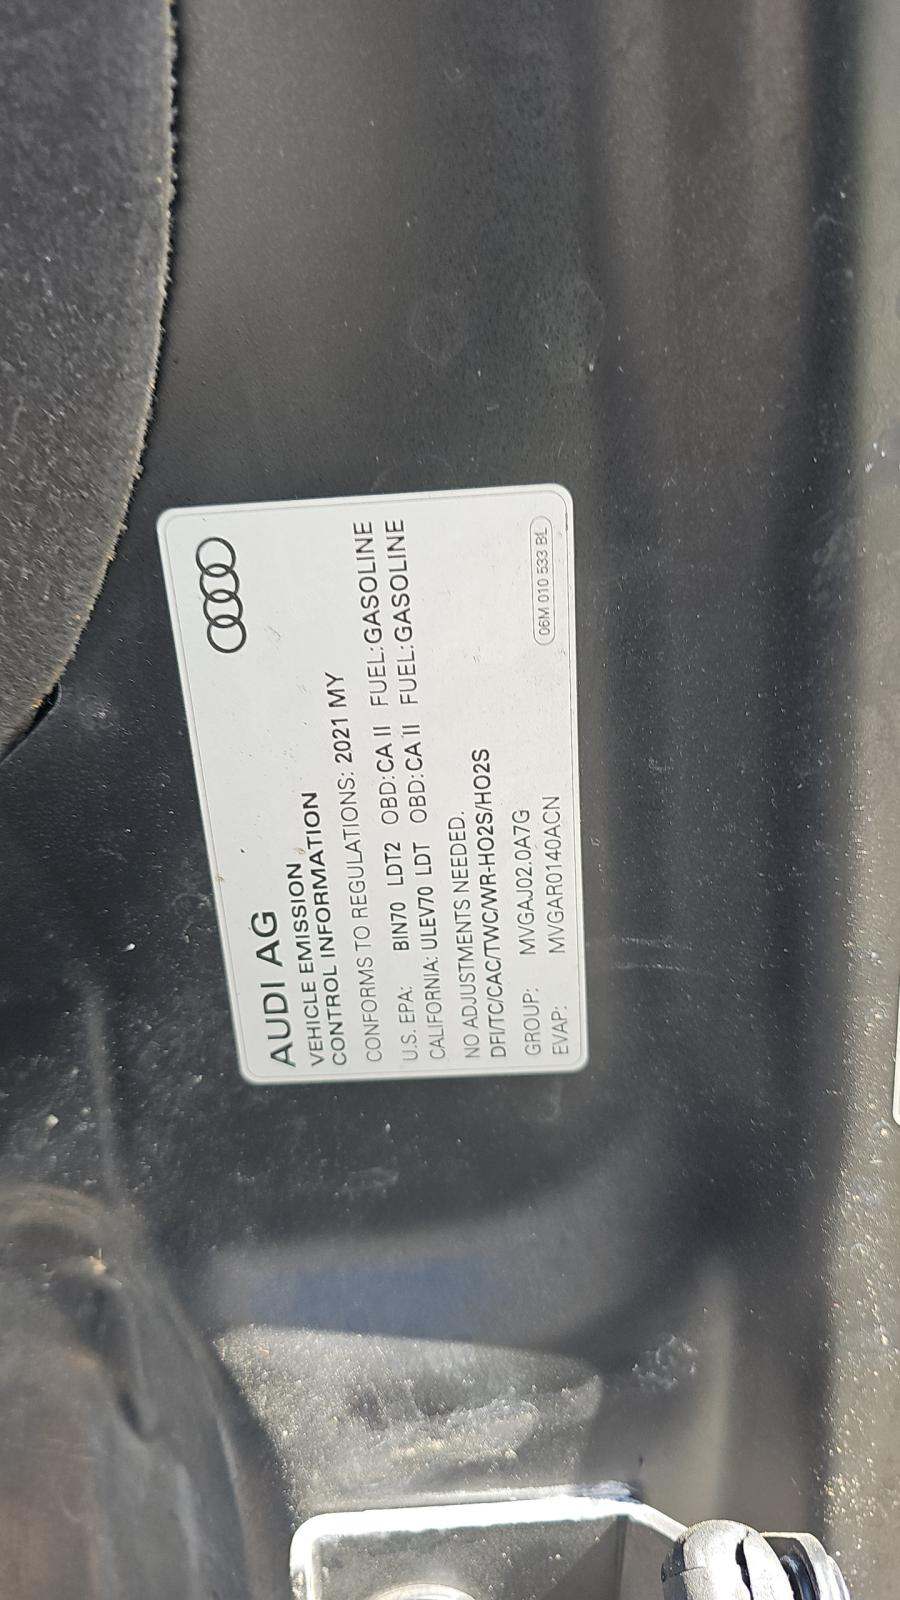 AUDI AG
VEHICLE EMISSION
CONTROL INFORMATION
CONFORMS TO REGULATIONS: 2021 MY
U.S. EPA: BIN70 LDT2 OBD:CA II FUEL:GASOLINE
CALIFORNIA: ULEV70 LDT OBD:CA II FUEL:GASOLINE
NO ADJUSTMENTS NEEDED.
DFI/TC/CAC/TWC/WR-HO2S/HO2S
GROUP: MVGAJ02.0A7G
EVAP: MVGAR0140ACN
06M 010 533 BL